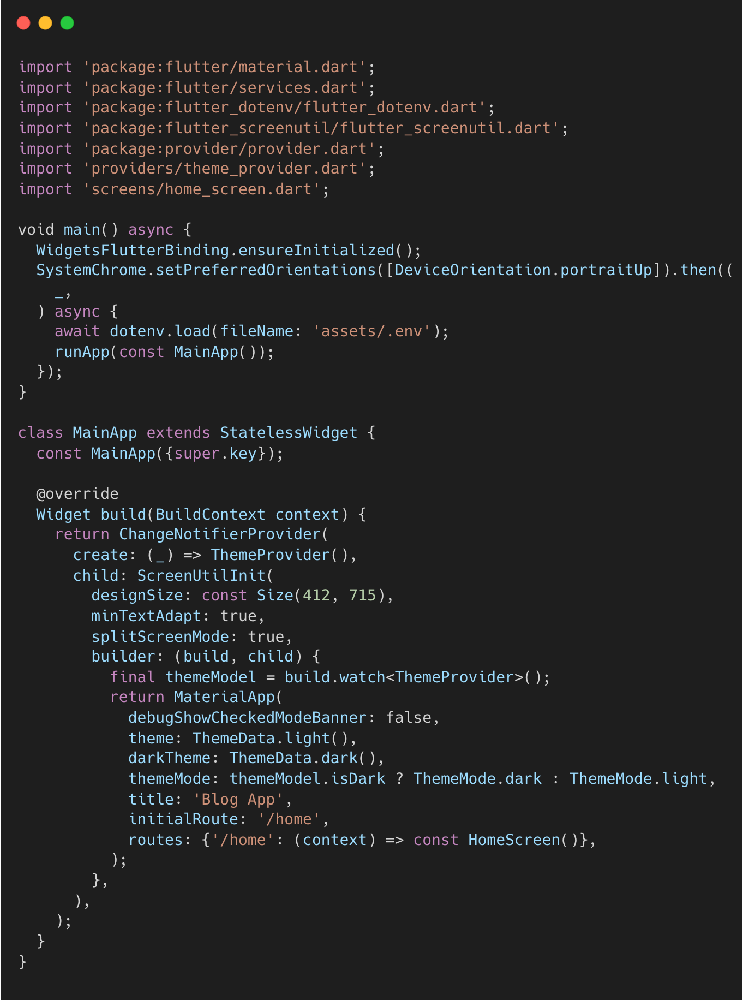 import 'package:flutter/material.dart';
import 'package:flutter/services.dart';
import 'package:flutter_dotenv/flutter_dotenv.dart';
import 'package:flutter_screenutil/flutter_screenutil.dart';
import 'package:provider/provider.dart';
import 'providers/theme_provider.dart';
import 'screens/home_screen.dart';

void main() async {
  WidgetsFlutterBinding.ensureInitialized();
  SystemChrome.setPreferredOrientations([DeviceOrientation.portraitUp]).then((
    _,
  ) async {
    await dotenv.load(fileName: 'assets/.env');
    runApp(const MainApp());
  });
}

class MainApp extends StatelessWidget {
  const MainApp({super.key});

  @override
  Widget build(BuildContext context) {
    return ChangeNotifierProvider(
      create: (_) => ThemeProvider(),
      child: ScreenUtilInit(
        designSize: const Size(412, 715),
        minTextAdapt: true,
        splitScreenMode: true,
        builder: (build, child) {
          final themeModel = build.watch<ThemeProvider>();
          return MaterialApp(
            debugShowCheckedModeBanner: false,
            theme: ThemeData.light(),
            darkTheme: ThemeData.dark(),
            themeMode: themeModel.isDark ? ThemeMode.dark : ThemeMode.light,
            title: 'Blog App',
            initialRoute: '/home',
            routes: {'/home': (context) => const HomeScreen()},
          );
        },
      ),
    );
  }
}